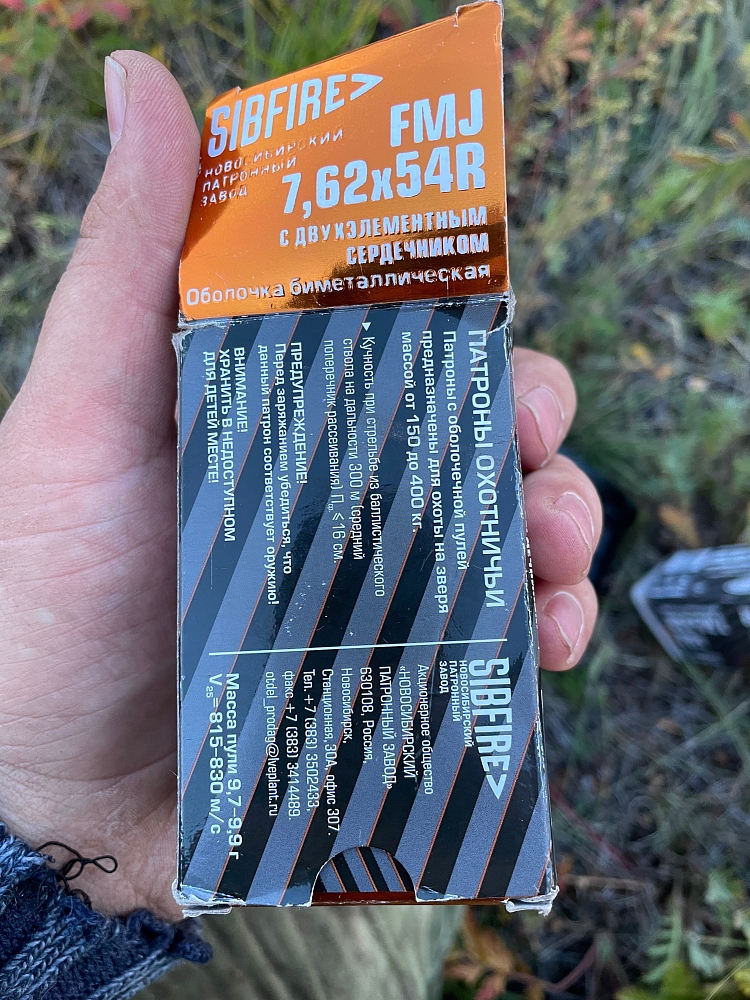 SIBFIRE>
НОВОСИБИРСКИЙ
ПАТРОННЫЙ
ЗАВОД
FMJ
7,62x54R
С ДВУХЭЛЕМЕНТНЫМ
СЕРДЕЧНИКОМ
Оболочка биметаллическая
ПАТРОНЫ ОХОТНИЧЬИ
Патроны с оболоченной пулей
предназначены для охоты на зверя
массой от 150 до 400 кг.
▸ Кучность при стрельбе из баллистического
ствола на дальности 300 м (средний
поперечник рассеивания) Пср. ⩽ 16 см.
ПРЕДУПРЕЖДЕНИЕ!
Перед заряжанием убедиться, что
данный патрон соответствует оружию!
ВНИМАНИЕ!
ХРАНИТЬ В НЕДОСТУПНОМ
ДЛЯ ДЕТЕЙ МЕСТЕ!
SIBFIRE>
НОВОСИБИРСКИЙ
ПАТРОННЫЙ
ЗАВОД
Акционерное общество
«НОВОСИБИРСКИЙ
ПАТРОННЫЙ ЗАВОД»
630108, Россия,
Новосибирск,
Станционная, 30А, офис 307.
Тел. +7 (383) 3502433,
факс +7 (383) 3414489.
otdel_prodag@lveplant.ru
Масса пули 9,7–9,9 г
V25= 815–830 м/с